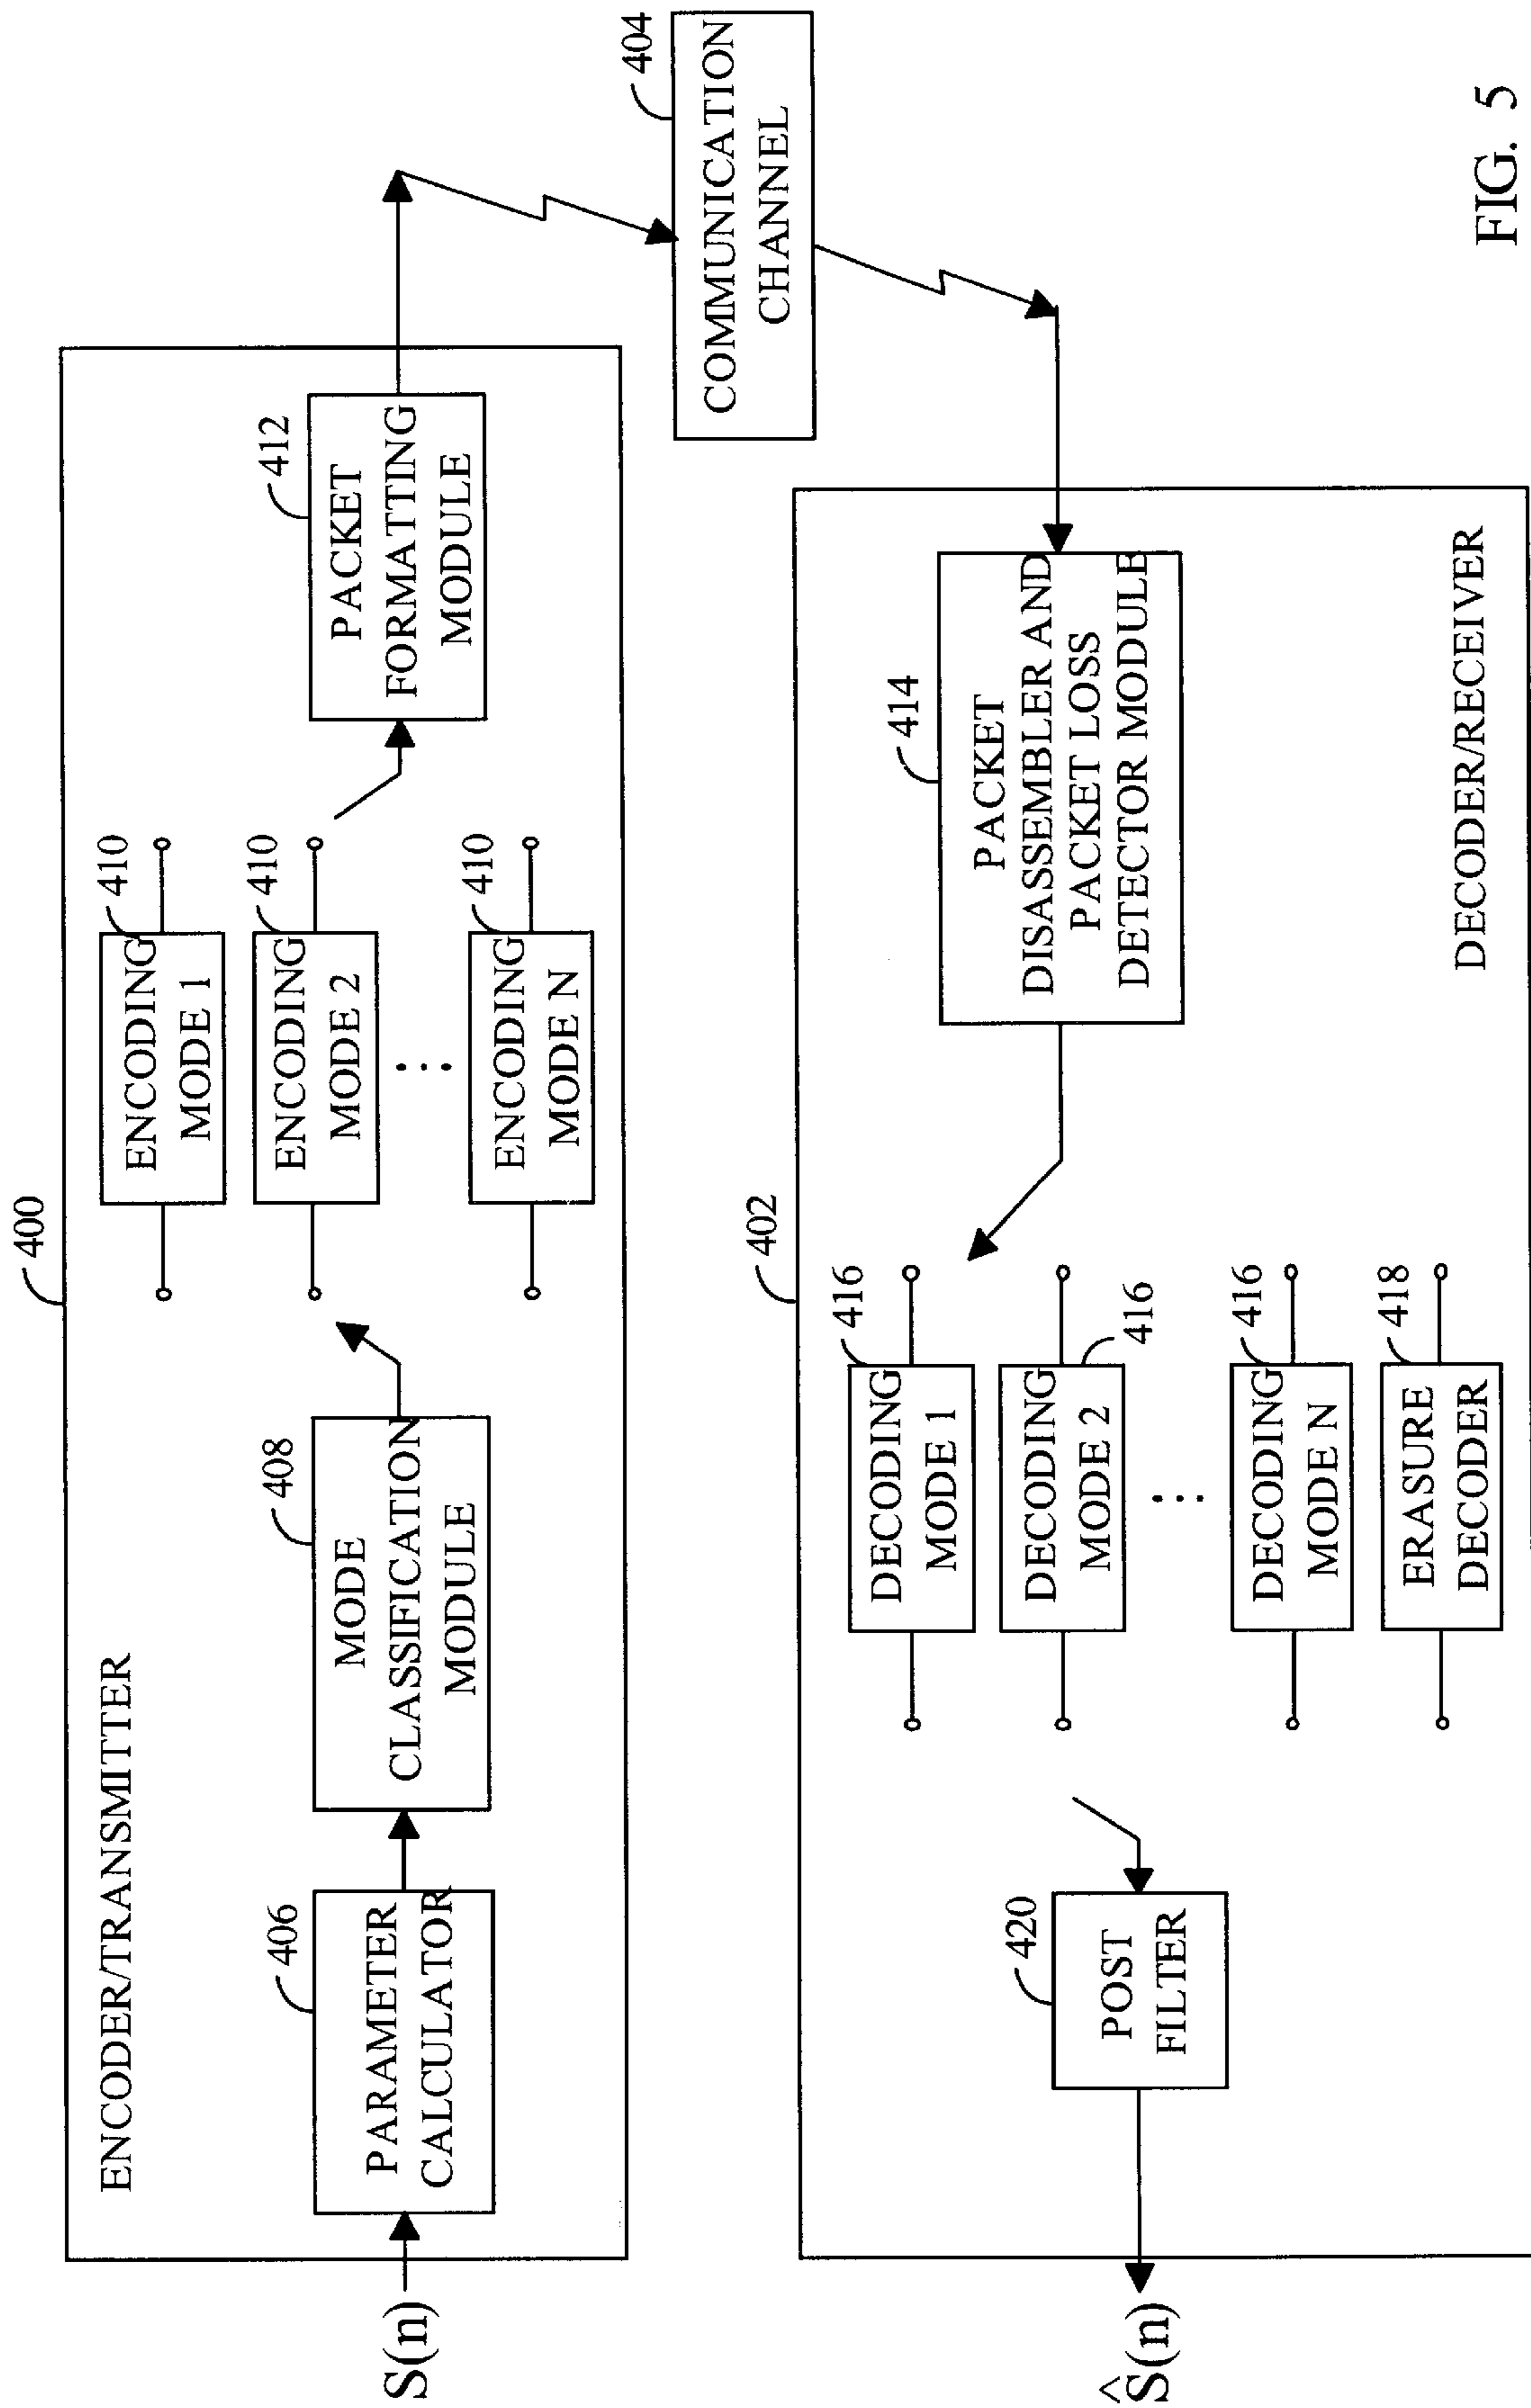 400
ENCODER/TRANSMITTER
S(n)
406
PARAMETER
CALCULATOR
408
MODE
CLASSIFICATION
MODULE
410
ENCODING
MODE 1
410
ENCODING
MODE 2
...
410
ENCODING
MODE N
412
PACKET
FORMATTING
MODULE
404
COMMUNICATION
CHANNEL
402
414
PACKET
DISASSEMBLER AND
PACKET LOSS
DETECTOR MODULE
416
DECODING
MODE 1
416
DECODING
MODE 2
...
416
DECODING
MODE N
418
ERASURE
DECODER
420
POST
FILTER
Ŝ(n)
DECODER/RECEIVER
FIG. 5